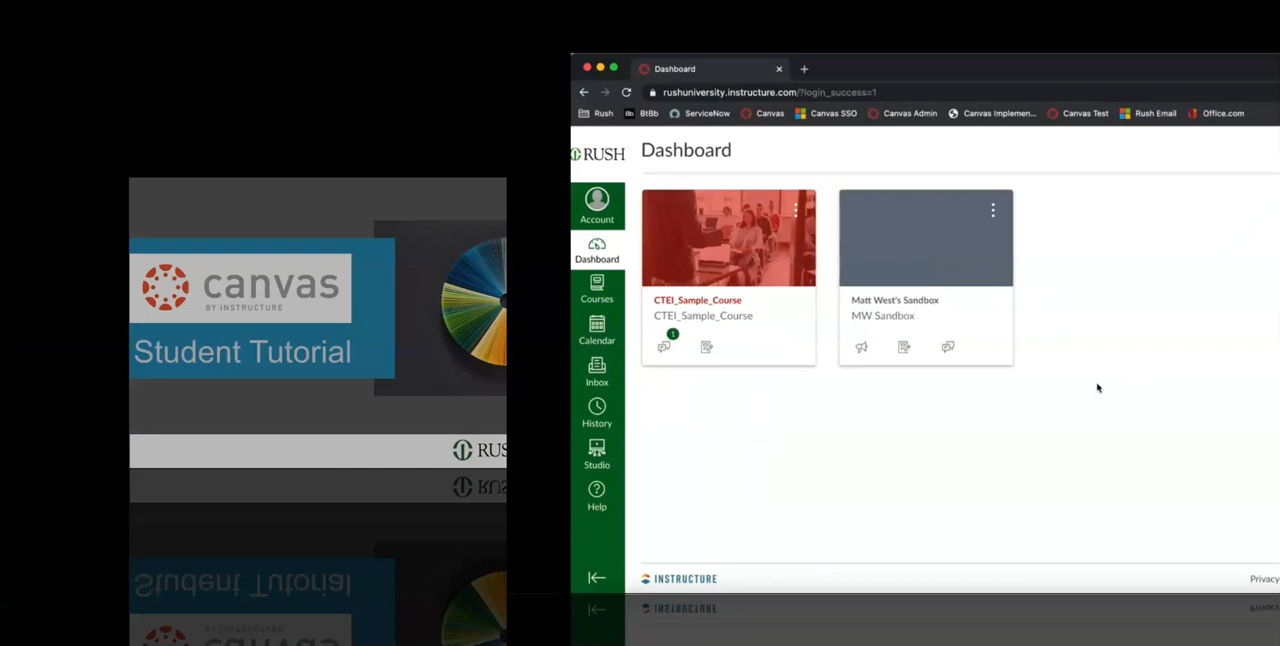 canvas
BY INSTRUCTURE
Student Tutorial
RUS
Dashboard
rushuniversity.instructure.com/?login_success=1
Rush
Bb BtBb
ServiceNow
Canvas
Canvas SSO
Canvas Admin
Canvas Implemen...
Canvas Test
Rush Email
Office.com
RUSH
Dashboard
Account
Dashboard
Courses
Calendar
Inbox
History
Studio
Help
CTEI_Sample_Course
CTEI_Sample_Course
1
Matt West's Sandbox
MW Sandbox
INSTRUCTURE
Privacy